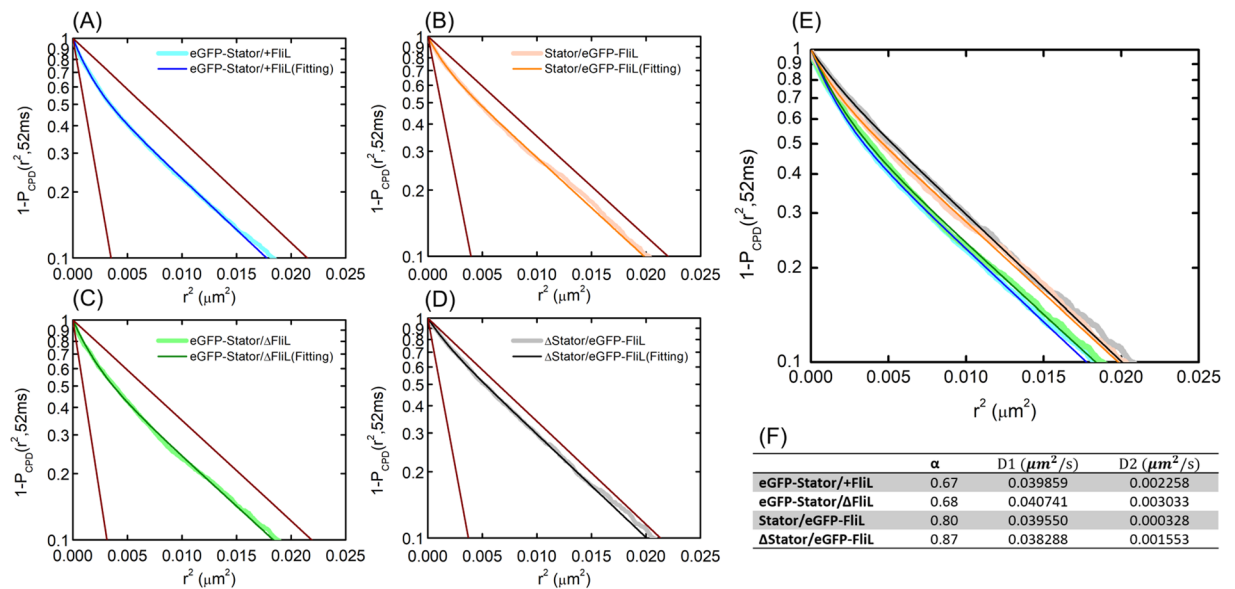 (A)
eGFP-Stator/+FliL
eGFP-Stator/+FliL(Fitting)
1
0.9
0.8
0.7
0.6
0.5
0.4
0.3
0.2
0.1
1-P_CPD(r²,52ms)
0.000 0.005 0.010 0.015 0.020 0.025
r² (μm²)
(B)
Stator/eGFP-FliL
Stator/eGFP-FliL(Fitting)
1
0.9
0.8
0.7
0.6
0.5
0.4
0.3
0.2
0.1
1-P_CPD(r²,52ms)
0.000 0.005 0.010 0.015 0.020 0.025
r² (μm²)
(C)
eGFP-Stator/ΔFliL
eGFP-Stator/ΔFliL(Fitting)
1
0.9
0.8
0.7
0.6
0.5
0.4
0.3
0.2
0.1
1-P_CPD(r²,52ms)
0.000 0.005 0.010 0.015 0.020 0.025
r² (μm²)
(D)
ΔStator/eGFP-FliL
ΔStator/eGFP-FliL(Fitting)
1
0.9
0.8
0.7
0.6
0.5
0.4
0.3
0.2
0.1
1-P_CPD(r²,52ms)
0.000 0.005 0.010 0.015 0.020 0.025
r² (μm²)
(E)
1
0.9
0.8
0.7
0.6
0.5
0.4
0.3
0.2
0.1
1-P_CPD(r²,52ms)
0.000 0.005 0.010 0.015 0.020 0.025
r² (μm²)
(F)
α D1 (μm²/s) D2 (μm²/s)
eGFP-Stator/+FliL 0.67 0.039859 0.002258
eGFP-Stator/ΔFliL 0.68 0.040741 0.003033
Stator/eGFP-FliL 0.80 0.039550 0.000328
ΔStator/eGFP-FliL 0.87 0.038288 0.001553